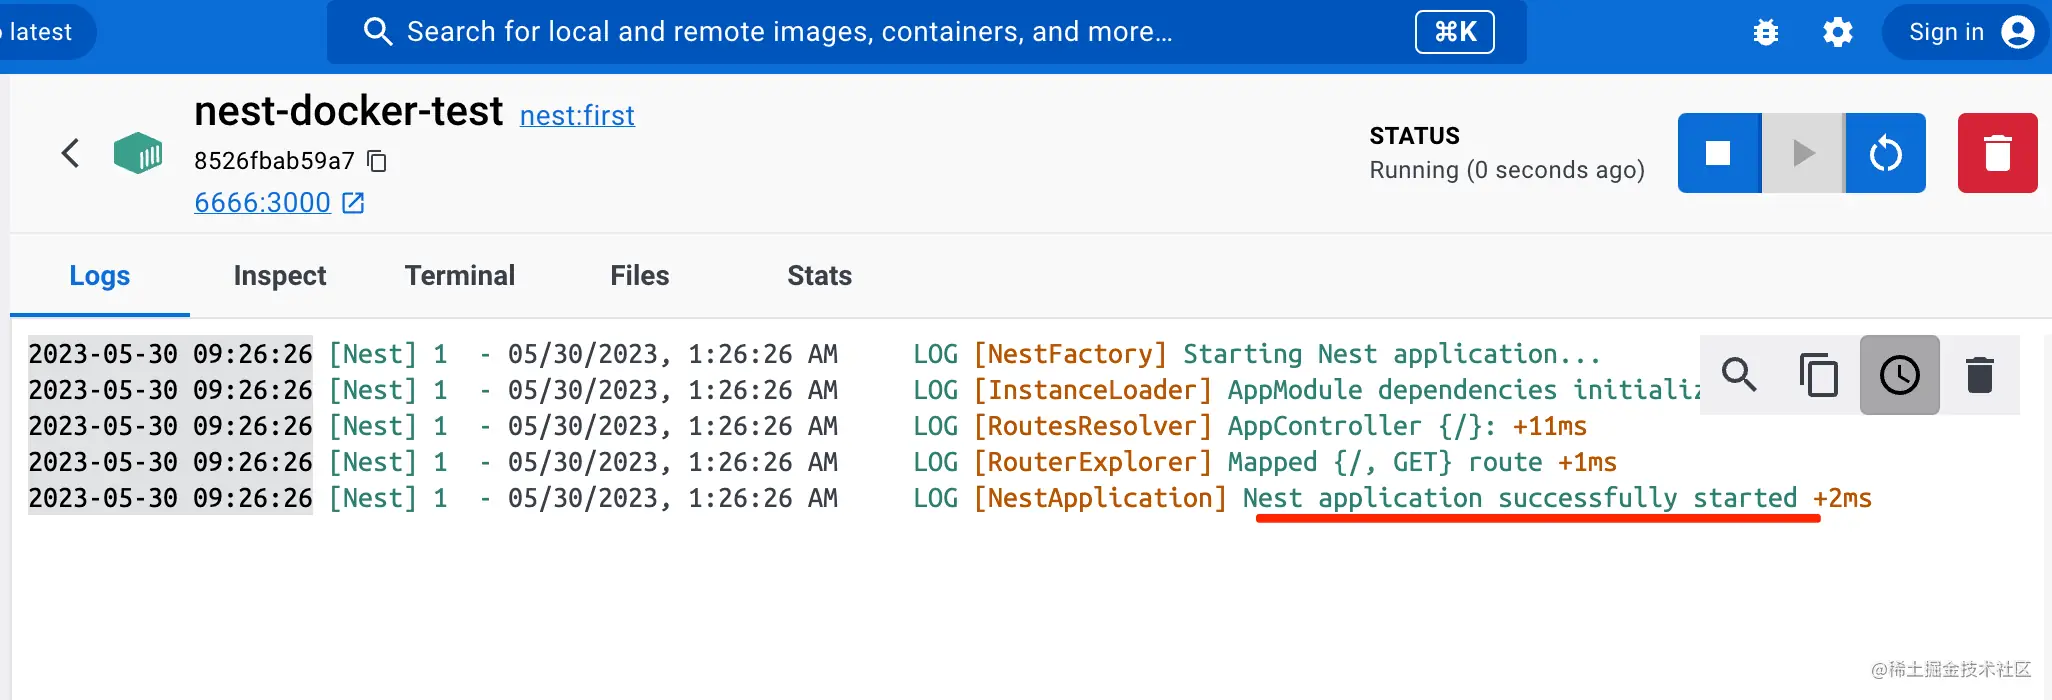 latest
Search for local and remote images, containers, and more...
⌘K
Sign in
nest-docker-test nest:first
8526fbab59a7
6666:3000
STATUS
Running (0 seconds ago)
Logs Inspect Terminal Files Stats
2023-05-30 09:26:26 [Nest] 1  - 05/30/2023, 1:26:26 AM     LOG [NestFactory] Starting Nest application...
2023-05-30 09:26:26 [Nest] 1  - 05/30/2023, 1:26:26 AM     LOG [InstanceLoader] AppModule dependencies initializ
2023-05-30 09:26:26 [Nest] 1  - 05/30/2023, 1:26:26 AM     LOG [RoutesResolver] AppController {/}: +11ms
2023-05-30 09:26:26 [Nest] 1  - 05/30/2023, 1:26:26 AM     LOG [RouterExplorer] Mapped {/, GET} route +1ms
2023-05-30 09:26:26 [Nest] 1  - 05/30/2023, 1:26:26 AM     LOG [NestApplication] Nest application successfully started +2ms
@稀土掘金技术社区